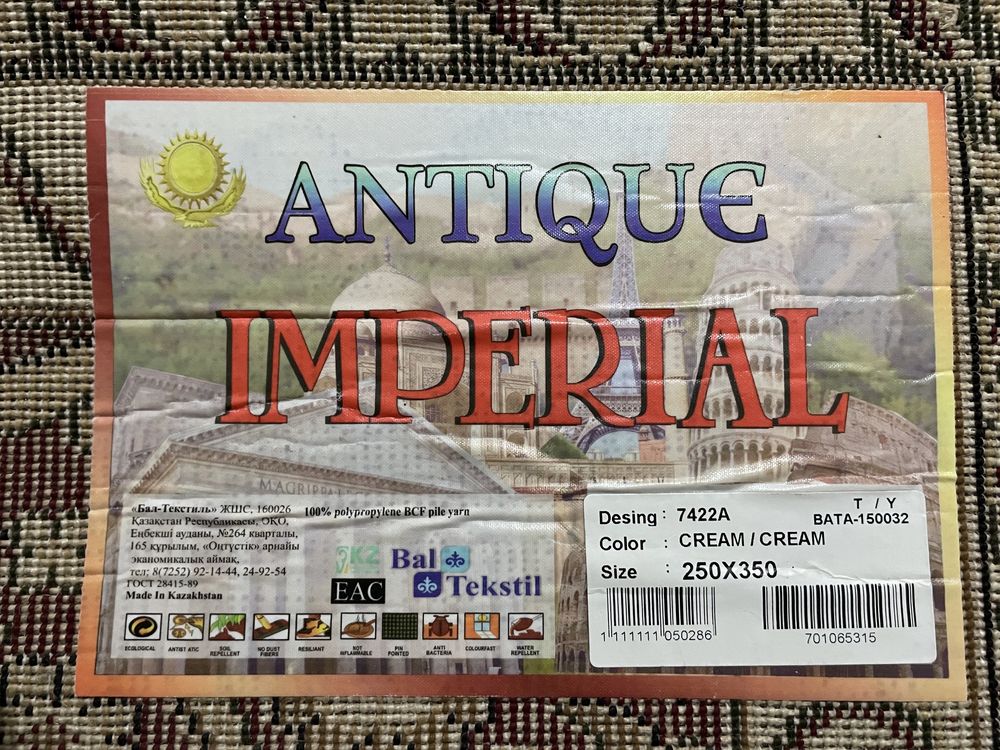 ANTIQUE
IMPERIAL
M.AGRIPPA.L.
«Бал-Текстиль» ЖШС, 160026
Қазақстан Республикасы, ОҚО,
Еңбекші ауданы, №264 кварталы,
165 құрылым, «Оңтүстік» арнайы
экономикалық аймақ,
тел: 8(7252) 92-14-44, 24-92-54
ГОСТ 28415-89
Made In Kazakhstan
100% polypropylene BCF pile yarn
KZ
EAC
Bal
Tekstil
ECOLOGICAL
ANTISTATIC
SOIL REPELLENT
NO DUST FIBERS
RESILIANT
NOT INFLAMMABLE
PIN POINTED
ANTI BACTERIA
COLOURFAST
WATER REPELLENT
T / Y
Desing : 7422A
BATA-150032
Color : CREAM / CREAM
Size : 250X350
1 111111 050286
701065315